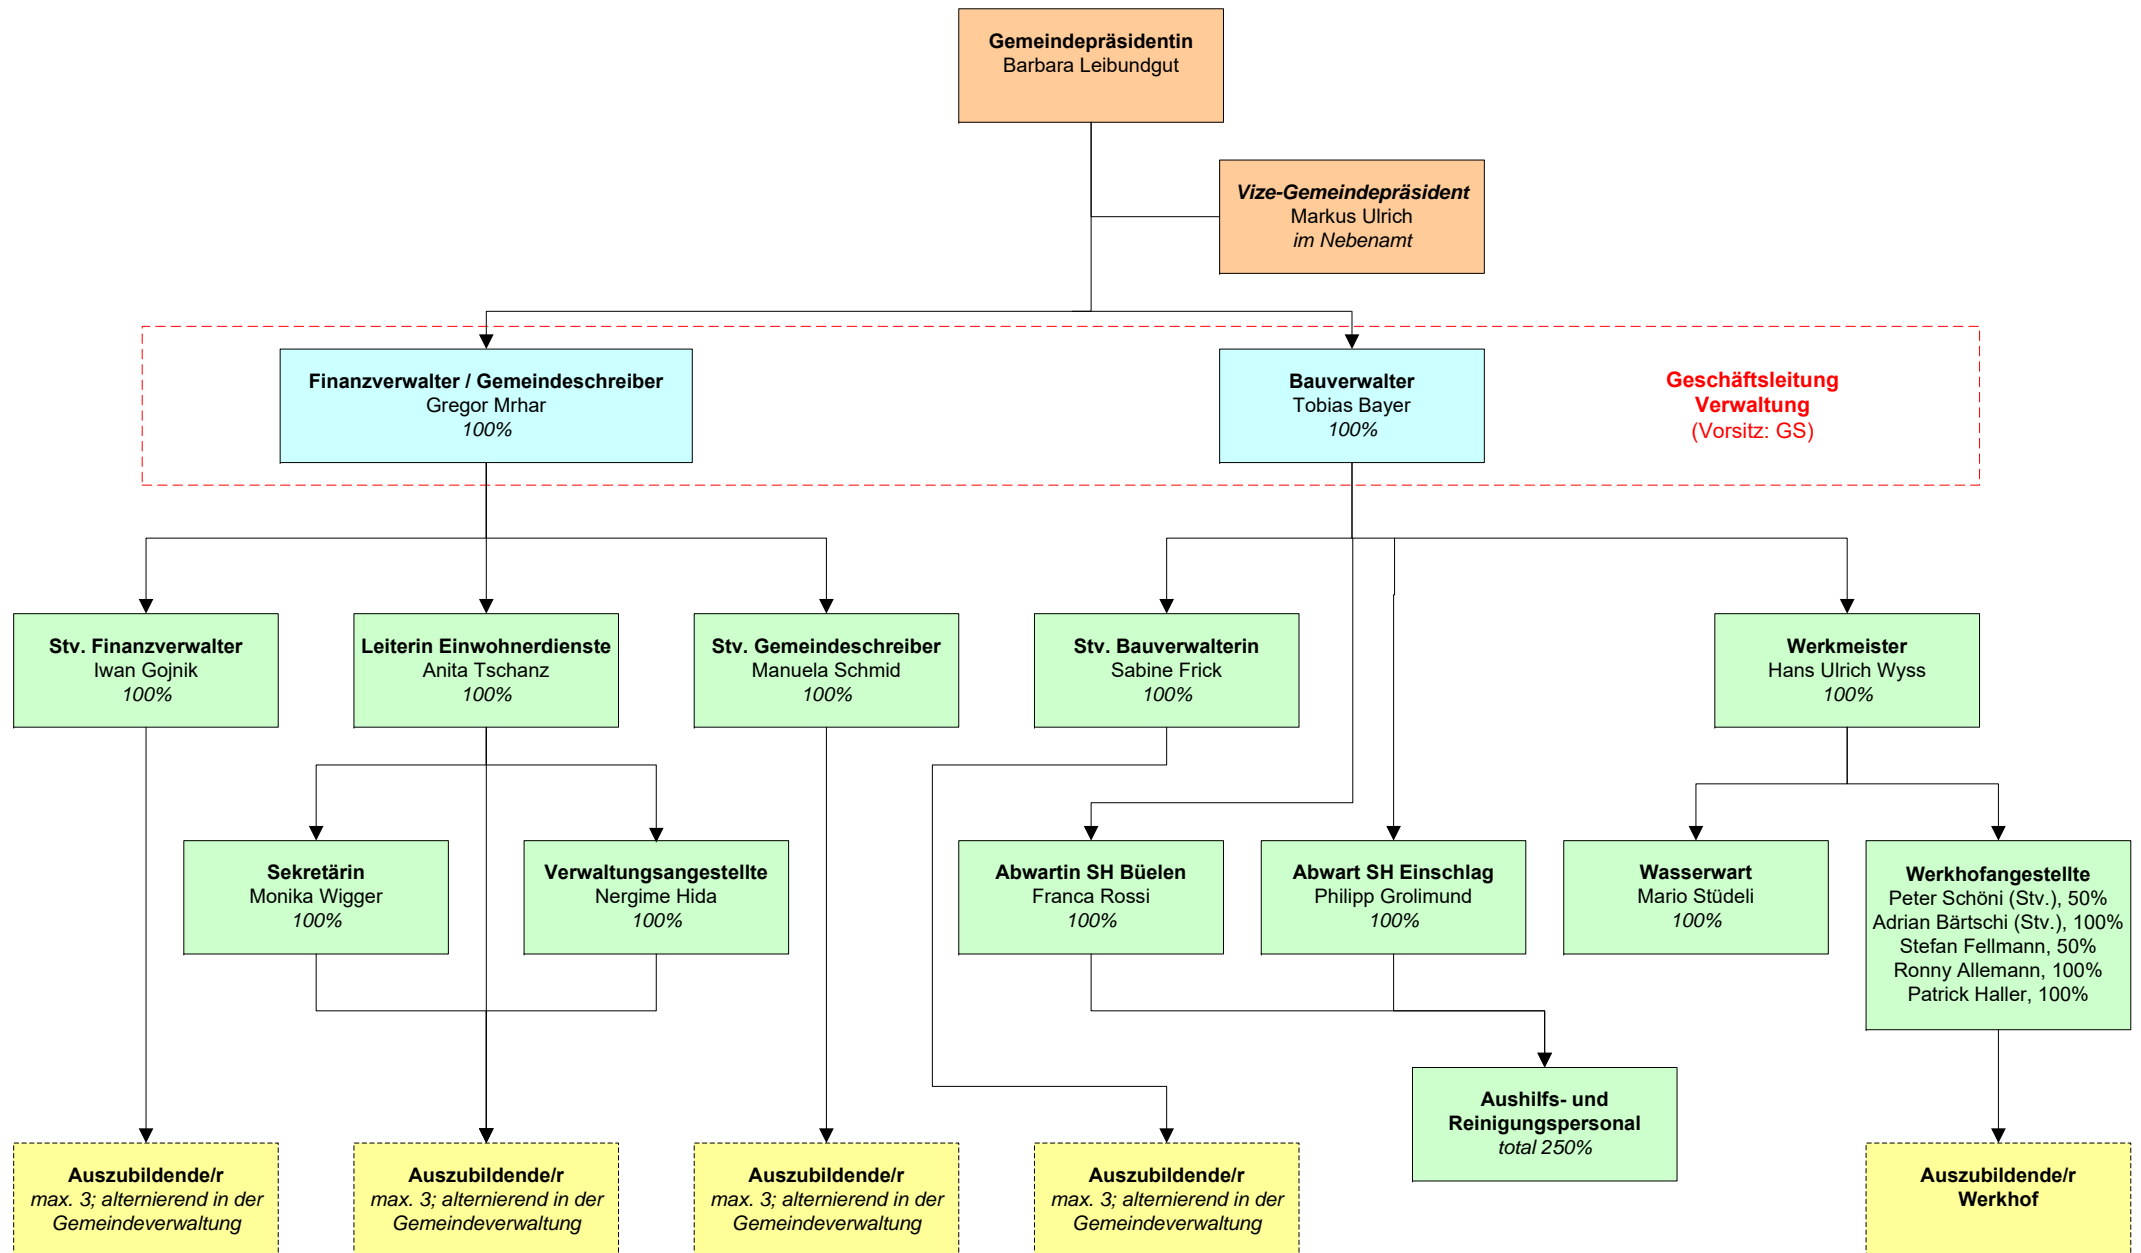 Gemeindepräsidentin
Barbara Leibundgut
Vize-Gemeindepräsident
Markus Ulrich
im Nebenamt
Finanzverwalter / Gemeindeschreiber
Gregor Mrhar
100%
Bauverwalter
Tobias Bayer
100%
Geschäftsleitung
Verwaltung
(Vorsitz: GS)
Stv. Finanzverwalter
Iwan Gojnik
100%
Leiterin Einwohnerdienste
Anita Tschanz
100%
Stv. Gemeindeschreiber
Manuela Schmid
100%
Stv. Bauverwalterin
Sabine Frick
100%
Werkmeister
Hans Ulrich Wyss
100%
Sekretärin
Monika Wigger
100%
Verwaltungsangestellte
Nergime Hida
100%
Abwartin SH Büelen
Franca Rossi
100%
Abwart SH Einschlag
Philipp Grolimund
100%
Wasserwart
Mario Stüdeli
100%
Werkhofangestellte
Peter Schöni (Stv.), 50%
Adrian Bärtschi (Stv.), 100%
Stefan Fellmann, 50%
Ronny Allemann, 100%
Patrick Haller, 100%
Aushilfs- und
Reinigungspersonal
total 250%
Auszubildende/r
max. 3; alternierend in der
Gemeindeverwaltung
Auszubildende/r
max. 3; alternierend in der
Gemeindeverwaltung
Auszubildende/r
max. 3; alternierend in der
Gemeindeverwaltung
Auszubildende/r
max. 3; alternierend in der
Gemeindeverwaltung
Auszubildende/r
Werkhof